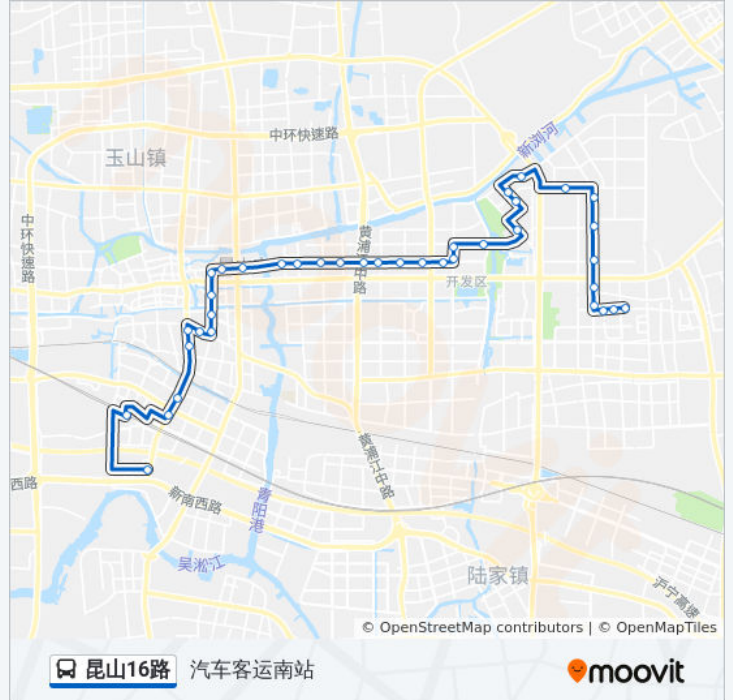 中环快速路
新浏河
玉山镇
中环快速路
黄浦江中路
开发区
黄浦江中路
西路
新南西路
青阳港
吴淞江
陆家镇
沪宁高速
© OpenStreetMap contributors | © OpenMapTiles
昆山16路 汽车客运南站 moovit